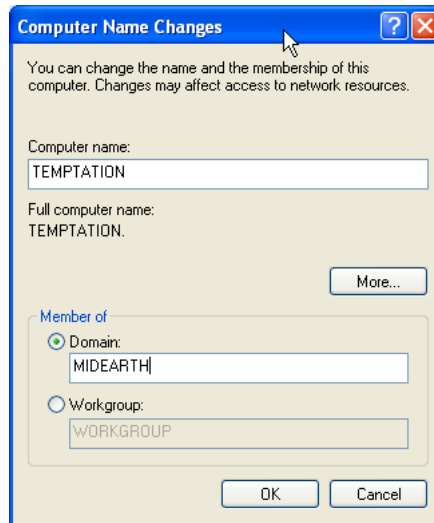 Computer Name Changes
You can change the name and the membership of this
computer. Changes may affect access to network resources.
Computer name:
TEMPTATION
Full computer name:
TEMPTATION.
More...
Member of
Domain:
MIDEARTH
Workgroup:
WORKGROUP
OK Cancel